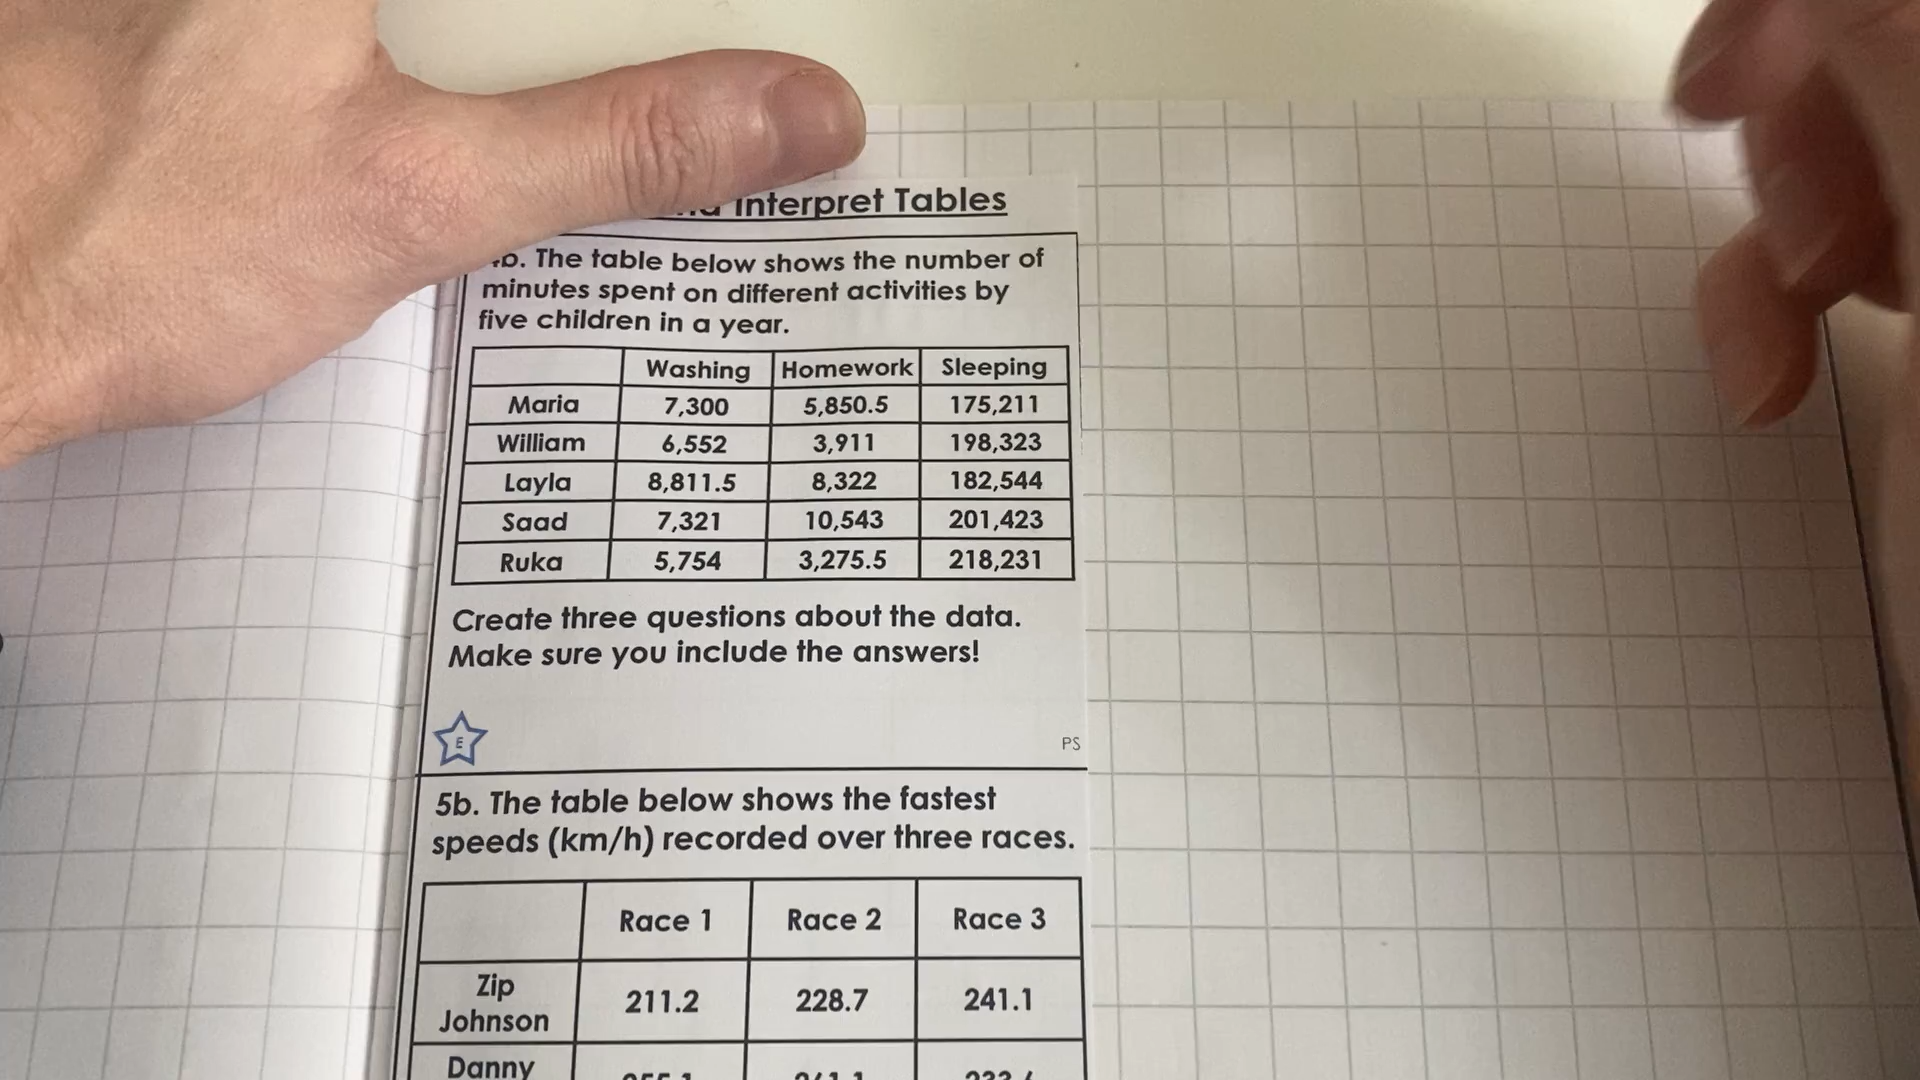 Interpret Tables
b. The table below shows the number of
minutes spent on different activities by
five children in a year.
Washing Homework Sleeping
Maria 7,300 5,850.5 175,211
William 6,552 3,911 198,323
Layla 8,811.5 8,322 182,544
Saad 7,321 10,543 201,423
Ruka 5,754 3,275.5 218,231
Create three questions about the data.
Make sure you include the answers!
E
PS
5b. The table below shows the fastest
speeds (km/h) recorded over three races.
Race 1 Race 2 Race 3
Zip
Johnson 211.2 228.7 241.1
Danny